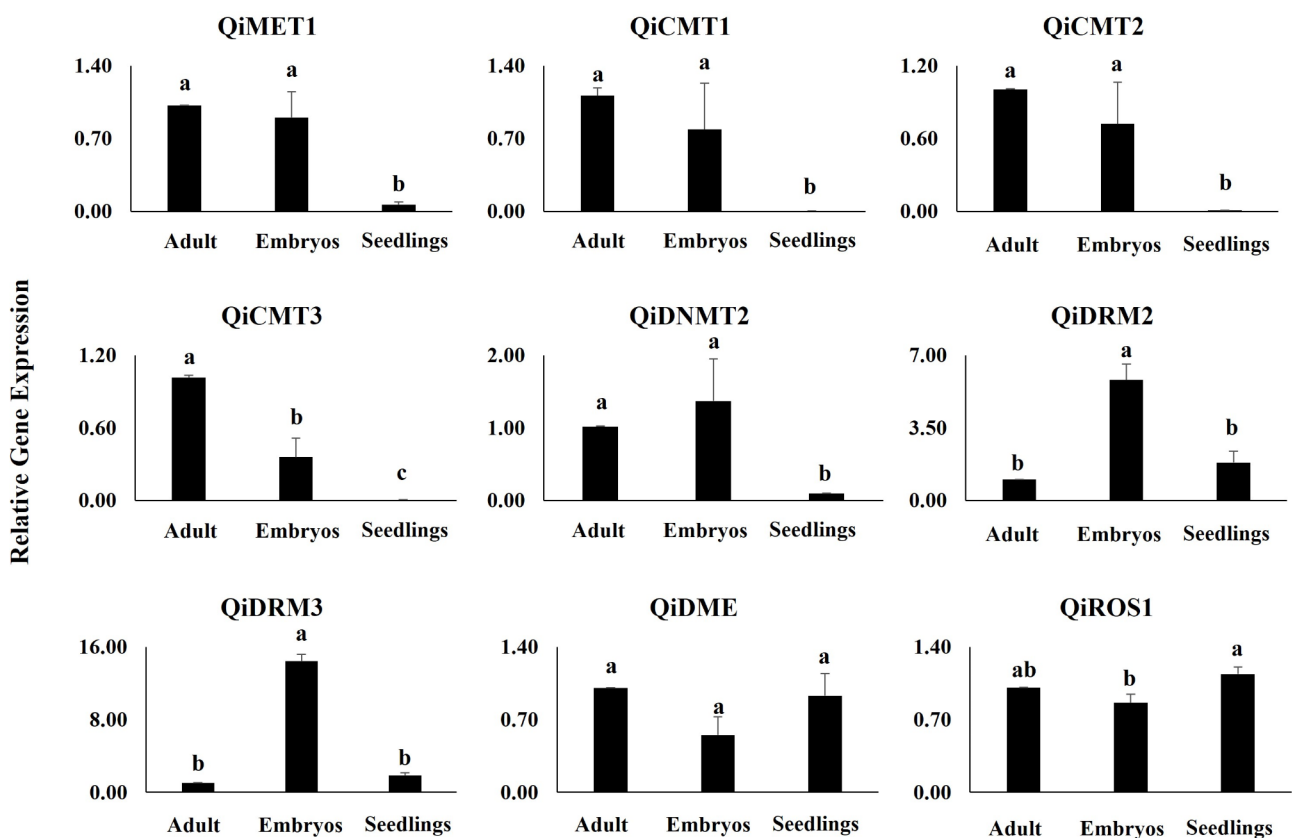 QiMET1 QiCMT1 QiCMT2
1.40 a a 1.40 a a 1.20 a a
0.70 0.70 0.60
b b b
0.00 0.00 0.00
Adult Embryos Seedlings Adult Embryos Seedlings Adult Embryos Seedlings
Relative Gene Expression
QiCMT3 QiDNMT2 QiDRM2
1.20 a 2.00 a 7.00 a
0.60 b 1.00 a 3.50 b
c b b
0.00 0.00 0.00
Adult Embryos Seedlings Adult Embryos Seedlings Adult Embryos Seedlings
QiDRM3 QiDME QiROS1
16.00 a 1.40 a a 1.40 ab b a
8.00 0.70 a 0.70
b b
0.00 0.00 0.00
Adult Embryos Seedlings Adult Embryos Seedlings Adult Embryos Seedlings